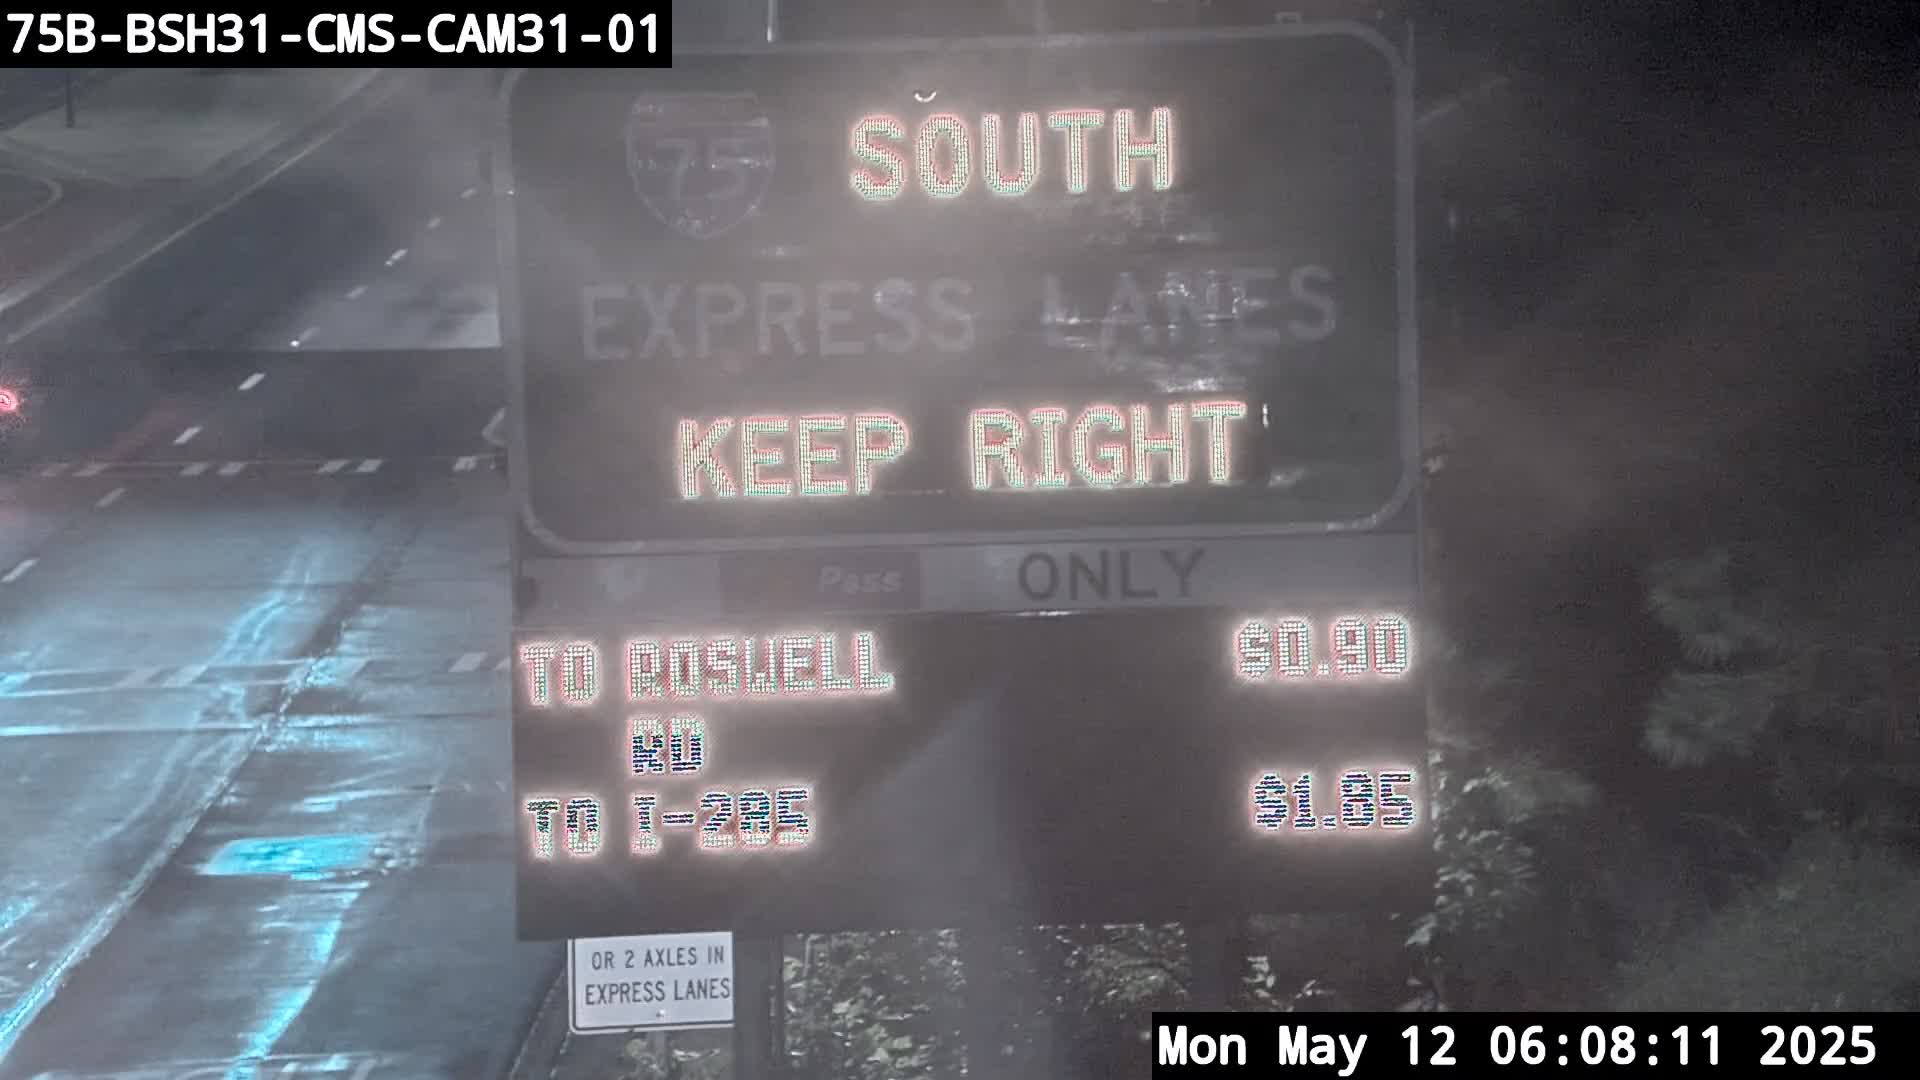 75B-BSH31-CMS-CAM31-01
75 SOUTH
EXPRESS LANES
KEEP RIGHT
Pass ONLY
TO ROSWELL $0.90
RD
TO I-285 $1.85
OR 2 AXLES IN
EXPRESS LANES
Mon May 12 06:08:11 2025